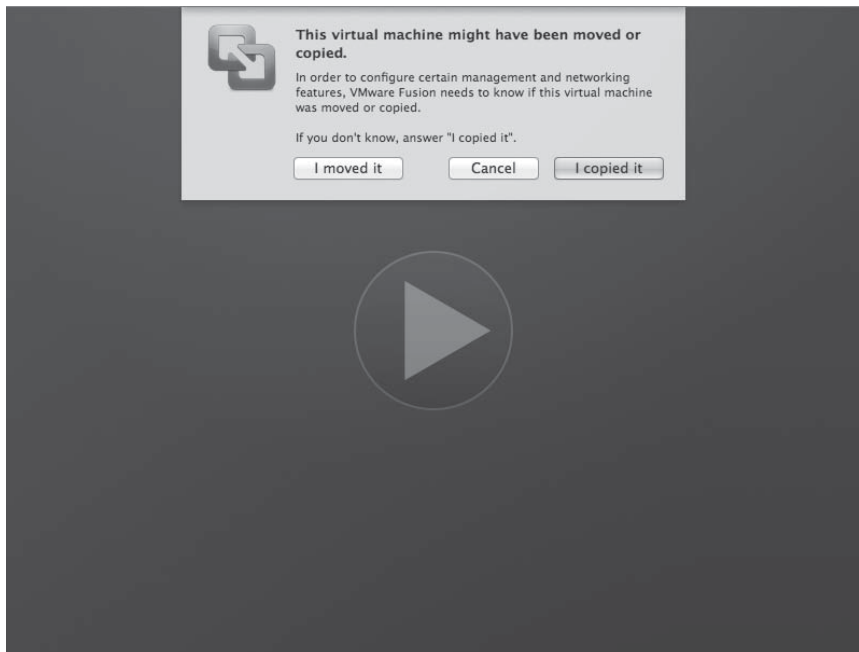 This virtual machine might have been moved or
copied.
In order to configure certain management and networking
features, VMware Fusion needs to know if this virtual machine
was moved or copied.
If you don't know, answer "I copied it".
I moved it
Cancel
I copied it